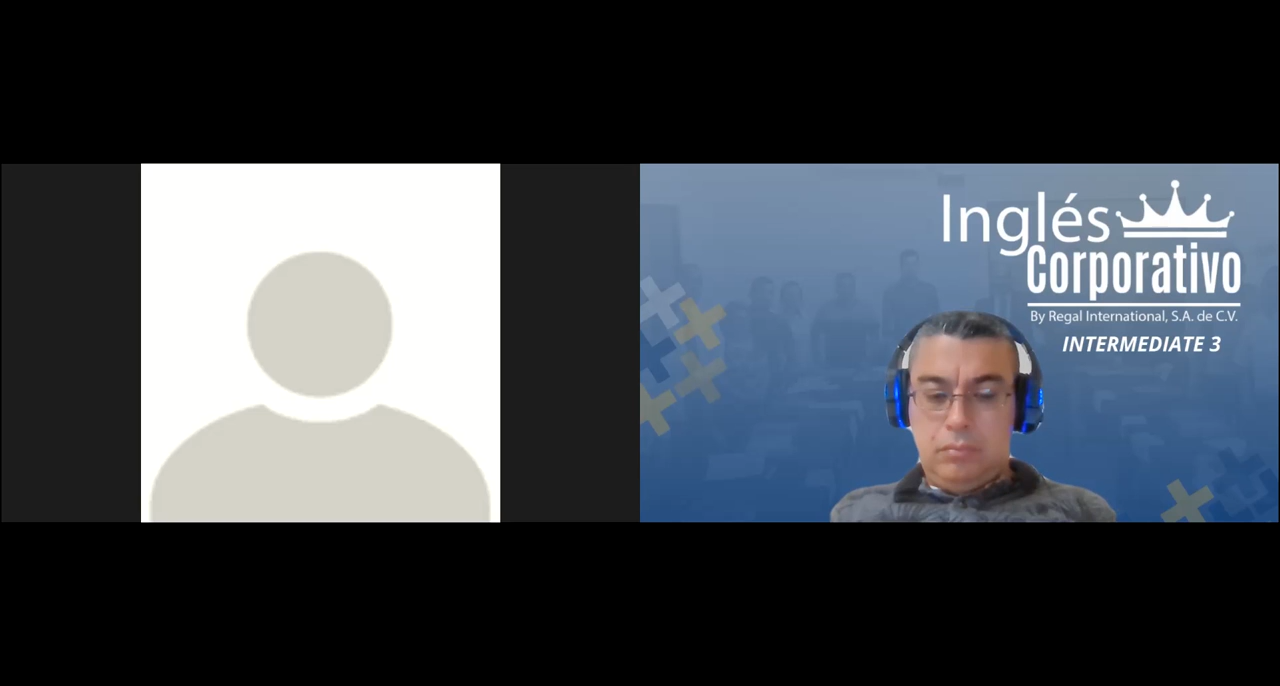 Inglés
Corporativo
By Regal International, S.A. de C.V.
INTERMEDIATE 3